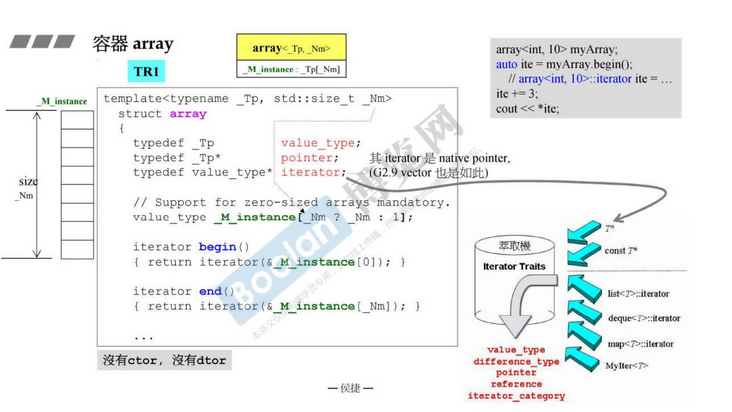 容器 array
TR1
array<_Tp, _Nm>
_M_instance : _Tp[_Nm]
array<int, 10> myArray;
auto ite = myArray.begin();
// array<int, 10>::iterator ite = …
ite += 3;
cout << *ite;
_M_instance
size
_Nm
template<typename _Tp, std::size_t _Nm>
struct array
{
typedef _Tp value_type;
typedef _Tp* pointer;
typedef value_type* iterator;
其 iterator 是 native pointer,
(G2.9 vector 也是如此)
// Support for zero-sized arrays mandatory.
value_type _M_instance[_Nm ? _Nm : 1];
iterator begin()
{ return iterator(&_M_instance[0]); }
iterator end()
{ return iterator(&_M_instance[_Nm]); }
...
沒有ctor, 沒有dtor
萃取機
Iterator Traits
T*
const T*
list<T>::iterator
deque<T>::iterator
map<T>::iterator
MyIter<T>
value_type
difference_type
pointer
reference
iterator_category
Boolan
博览网
— 侯捷 —